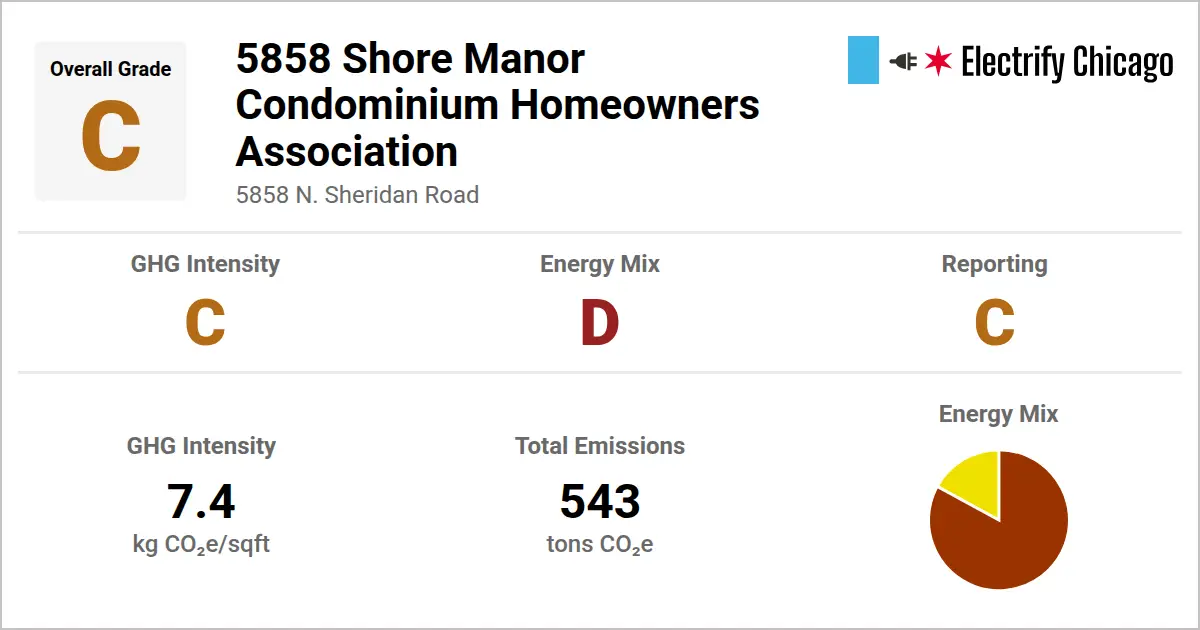 Overall Grade
C
5858 Shore Manor
Condominium Homeowners
Association
5858 N. Sheridan Road
Electrify Chicago
GHG Intensity
C
Energy Mix
D
Reporting
C
GHG Intensity
7.4
kg CO₂e/sqft
Total Emissions
543
tons CO₂e
Energy Mix